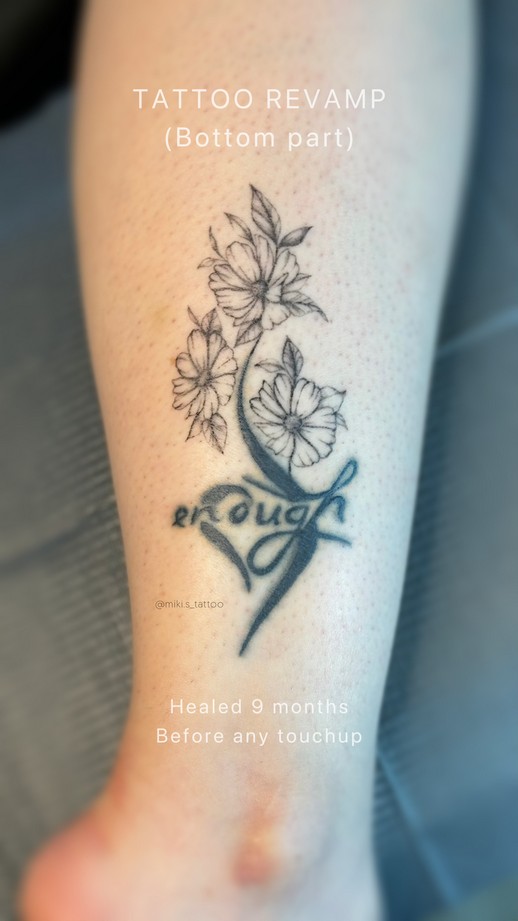 TATTOO REVAMP
(Bottom part)
enough
@miki.s_tattoo
Healed 9 months
Before any touchup